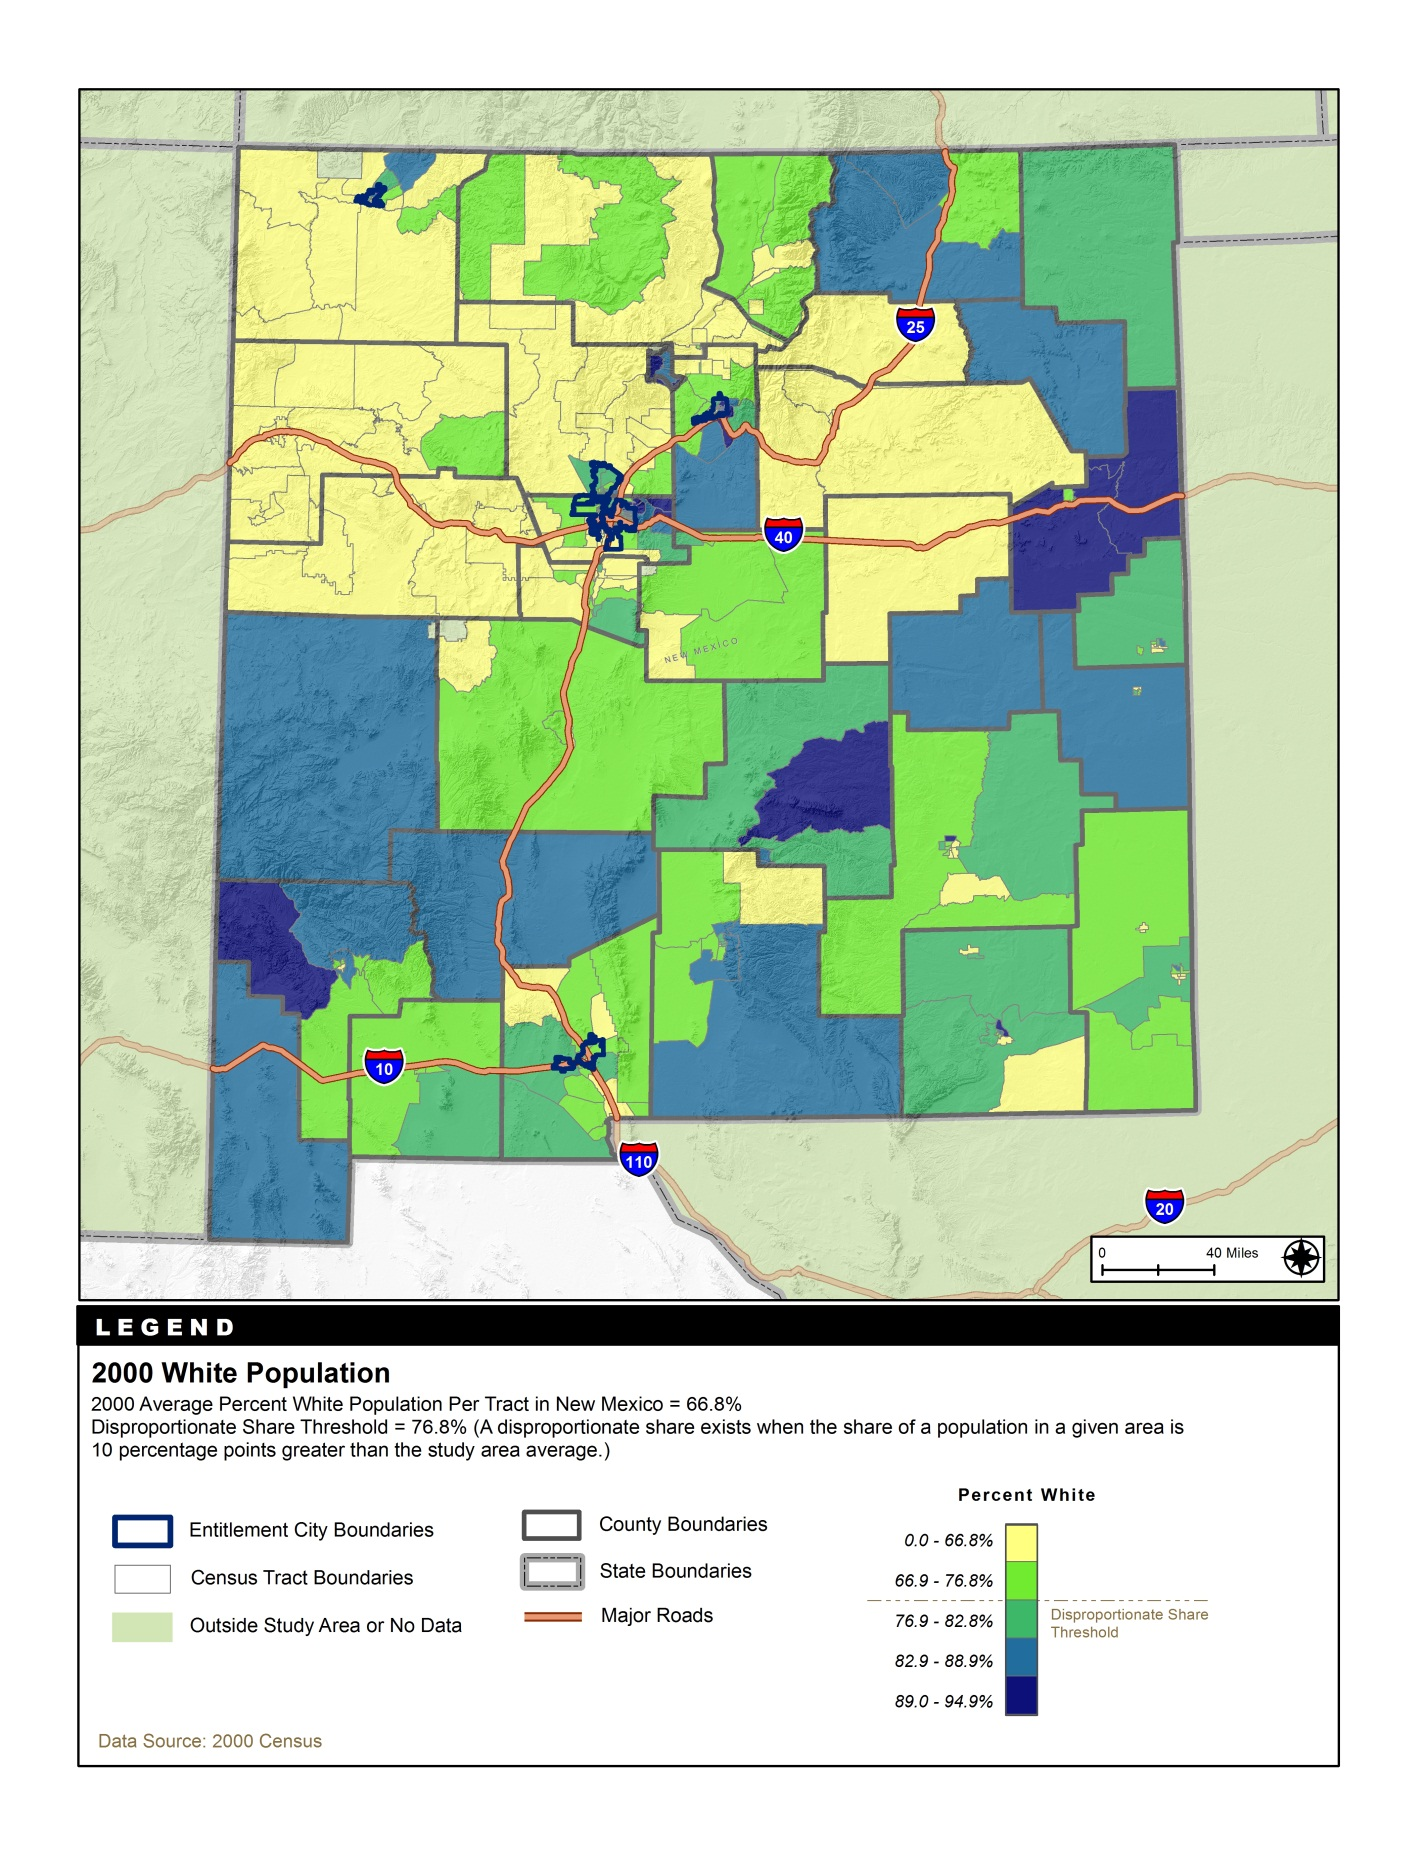 25
40
NEW MEXICO
10
110
20
0 40 Miles
LEGEND
2000 White Population
2000 Average Percent White Population Per Tract in New Mexico = 66.8%
Disproportionate Share Threshold = 76.8% (A disproportionate share exists when the share of a population in a given area is
10 percentage points greater than the study area average.)
Entitlement City Boundaries
Census Tract Boundaries
Outside Study Area or No Data
County Boundaries
State Boundaries
Major Roads
Percent White
0.0 - 66.8%
66.9 - 76.8%
76.9 - 82.8%
82.9 - 88.9%
89.0 - 94.9%
Disproportionate Share
Threshold
Data Source: 2000 Census